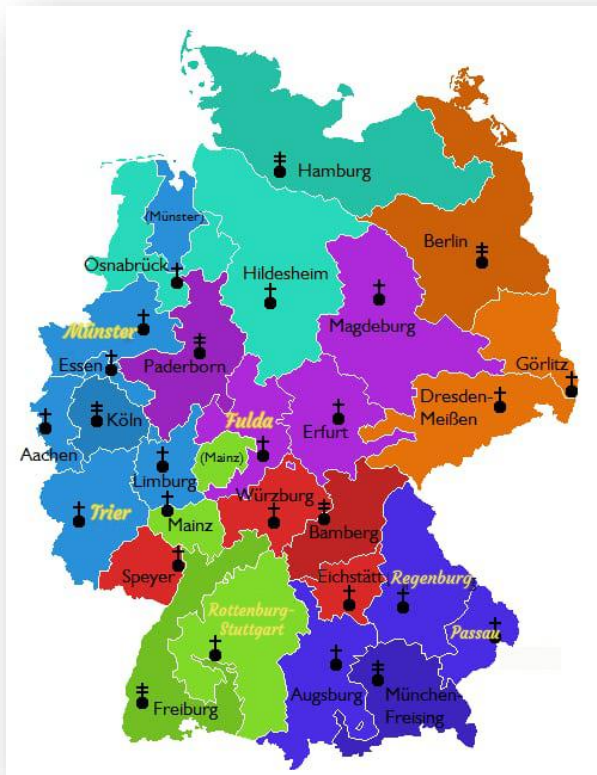 Hamburg
(Münster)
Berlin
Osnabrück
Hildesheim
Magdeburg
Münster
Essen
Paderborn
Görlitz
Dresden-
Meißen
Köln
Fulda
Erfurt
Aachen
(Mainz)
Limburg
Würzburg
Trier
Mainz
Bamberg
Speyer
Eichstätt
Regenburg
Rottenburg-
Stuttgart
Passau
Augsburg
München-
Freising
Freiburg